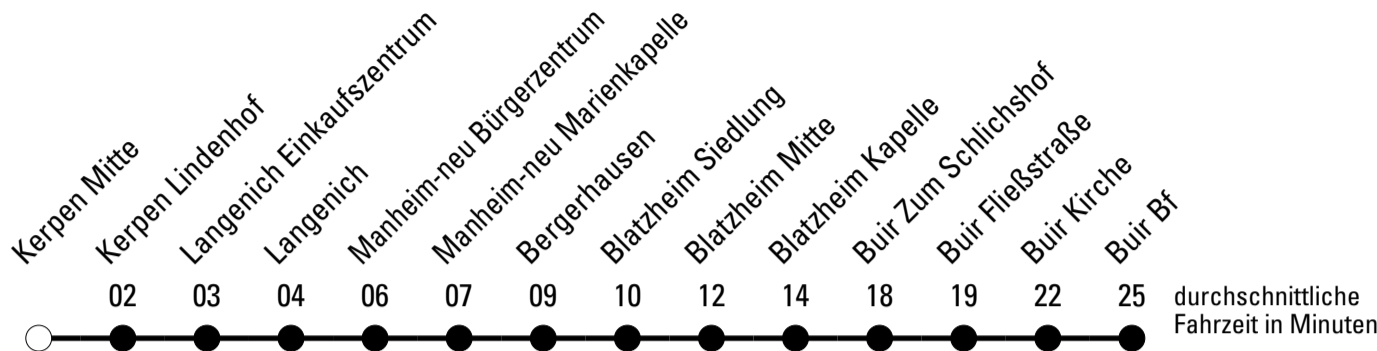 Kerpen Mitte
Kerpen Lindenhof
Langenich Einkaufszentrum
Langenich
Manheim-neu Bürgerzentrum
Manheim-neu Marienkapelle
Bergerhausen
Blatzheim Siedlung
Blatzheim Mitte
Blatzheim Kapelle
Buir Zum Schlichshof
Buir Fließstraße
Buir Kirche
Buir Bf
02 03 04 06 07 09 10 12 14 18 19 22 25
durchschnittliche
Fahrzeit in Minuten